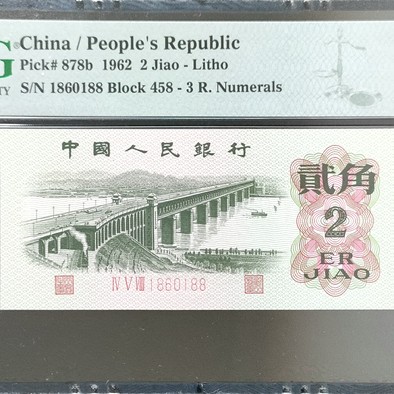 G ® China / People's Republic
Pick# 878b 1962 2 Jiao - Litho
TY S/N 1860188 Block 458 - 3 R. Numerals
中國人民銀行
貳角
2
ER
JIAO
Ⅳ Ⅴ Ⅷ 1860188